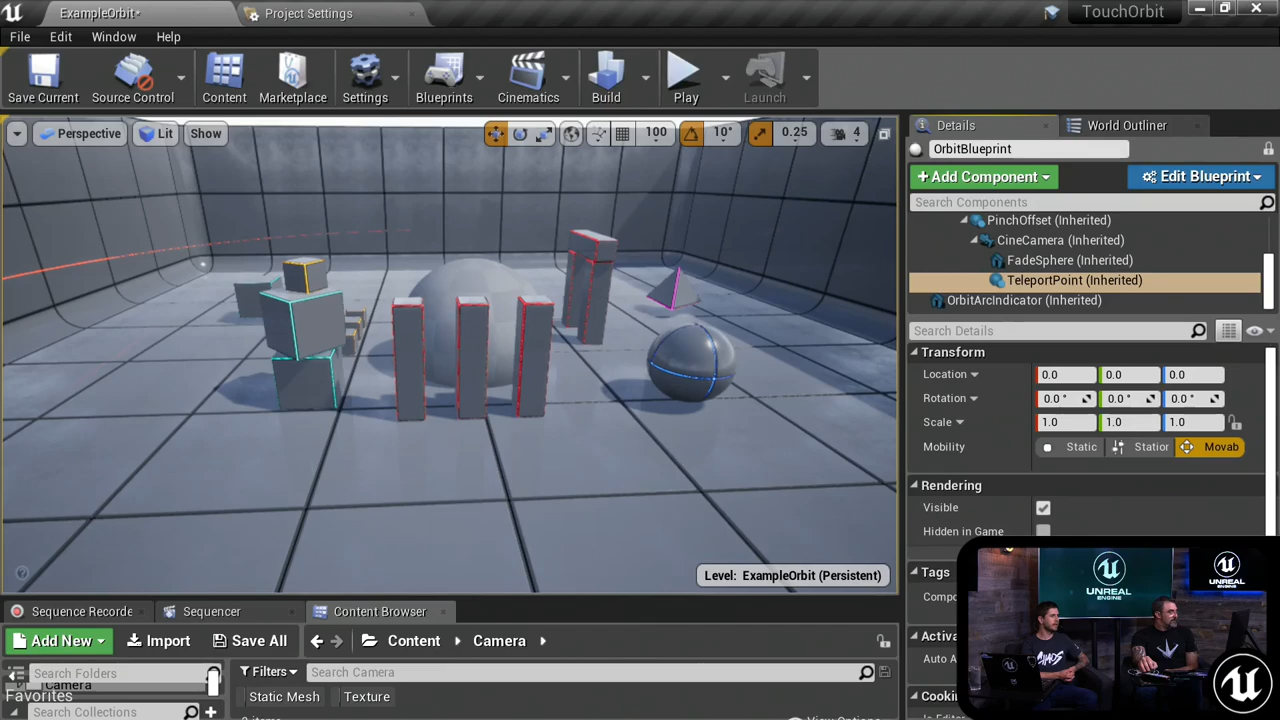 ExampleOrbit*
Project Settings
TouchOrbit
File Edit Window Help
Save Current
Source Control
Content
Marketplace
Settings
Blueprints
Cinematics
Build
Play
Launch
Perspective
Lit
Show
100
10°
0.25
4
Level: ExampleOrbit (Persistent)
Details
World Outliner
OrbitBlueprint
+ Add Component
Edit Blueprint
Search Components
PinchOffset (Inherited)
CineCamera (Inherited)
FadeSphere (Inherited)
TeleportPoint (Inherited)
OrbitArcIndicator (Inherited)
Search Details
Transform
Location 0.0 0.0 0.0
Rotation 0.0 ° 0.0 ° 0.0 °
Scale 1.0 1.0 1.0
Mobility Static Station Movab
Rendering
Visible
Hidden in Game
Tags
Compo
Activa
Auto A
Cookin
UNREAL
ENGINE
UNREAL
ENGINE
CHAOS
Sequence Recorde
Sequencer
Content Browser
Add New
Import
Save All
Content
Camera
Search Folders
Camera
Favorites
Search Collections
Filters
Search Camera
Static Mesh
Texture
View Options